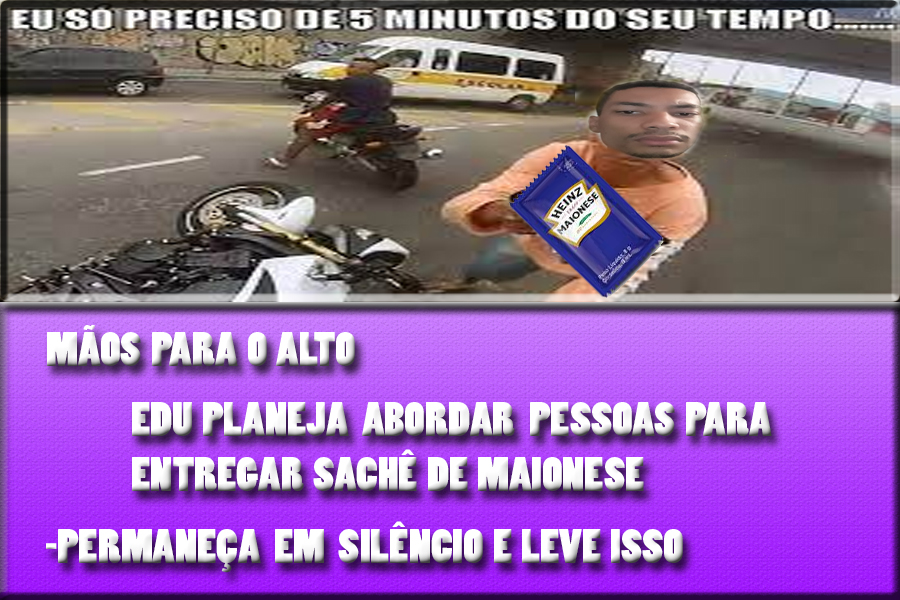 EU SÓ PRECISO DE 5 MINUTOS DO SEU TEMPO.......
ESCOLAR
HEINZ
MAIONESE
MÃOS PARA O ALTO
EDU PLANEJA ABORDAR PESSOAS PARA
ENTREGAR SACHÊ DE MAIONESE
-PERMANEÇA EM SILÊNCIO E LEVE ISSO